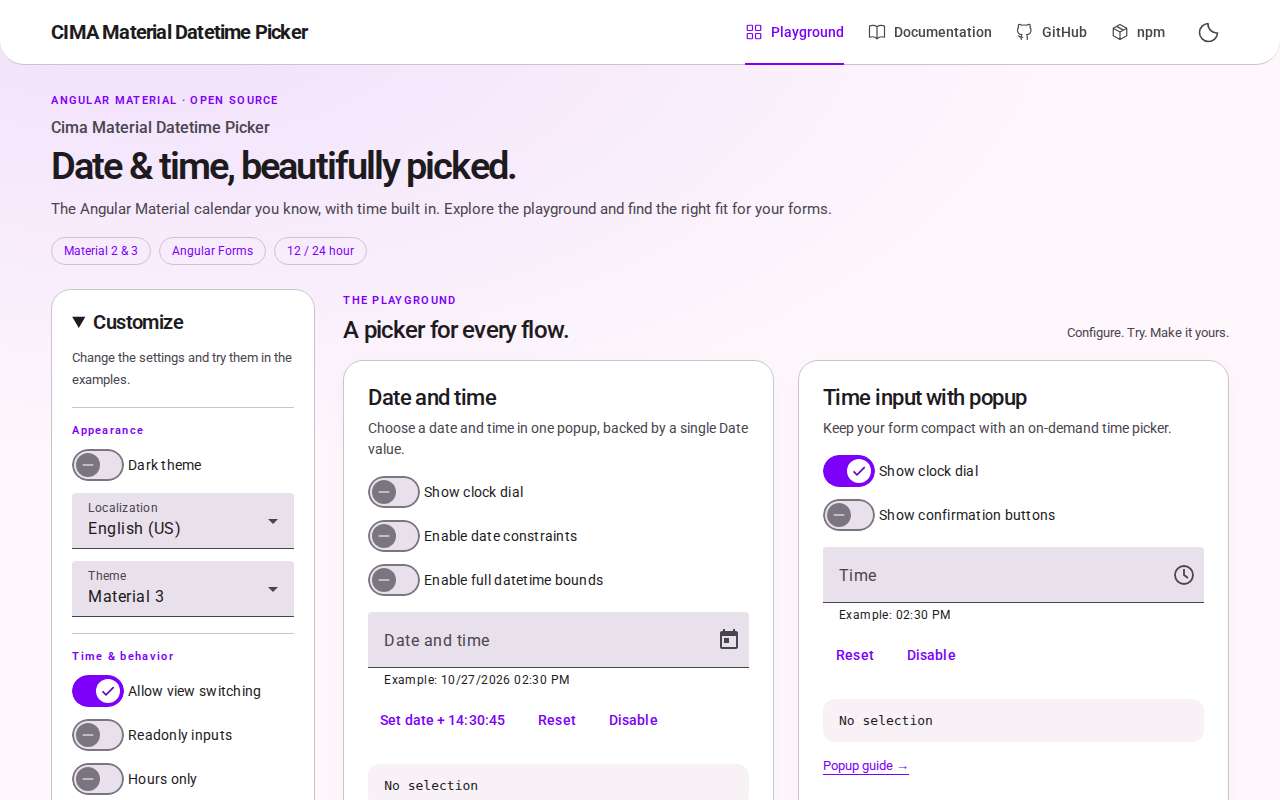 CIMA Material Datetime Picker
Playground
Documentation
GitHub
npm
ANGULAR MATERIAL · OPEN SOURCE
Cima Material Datetime Picker
Date & time, beautifully picked.
The Angular Material calendar you know, with time built in. Explore the playground and find the right fit for your forms.
Material 2 & 3
Angular Forms
12 / 24 hour
▼ Customize
Change the settings and try them in the
examples.
Appearance
Dark theme
Localization
English (US)
Theme
Material 3
Time & behavior
Allow view switching
Readonly inputs
Hours only
THE PLAYGROUND
A picker for every flow.
Configure. Try. Make it yours.
Date and time
Choose a date and time in one popup, backed by a single Date
value.
Show clock dial
Enable date constraints
Enable full datetime bounds
Date and time
Example: 10/27/2026 02:30 PM
Set date + 14:30:45
Reset
Disable
No selection
Time input with popup
Keep your form compact with an on-demand time picker.
Show clock dial
Show confirmation buttons
Time
Example: 02:30 PM
Reset
Disable
No selection
Popup guide →